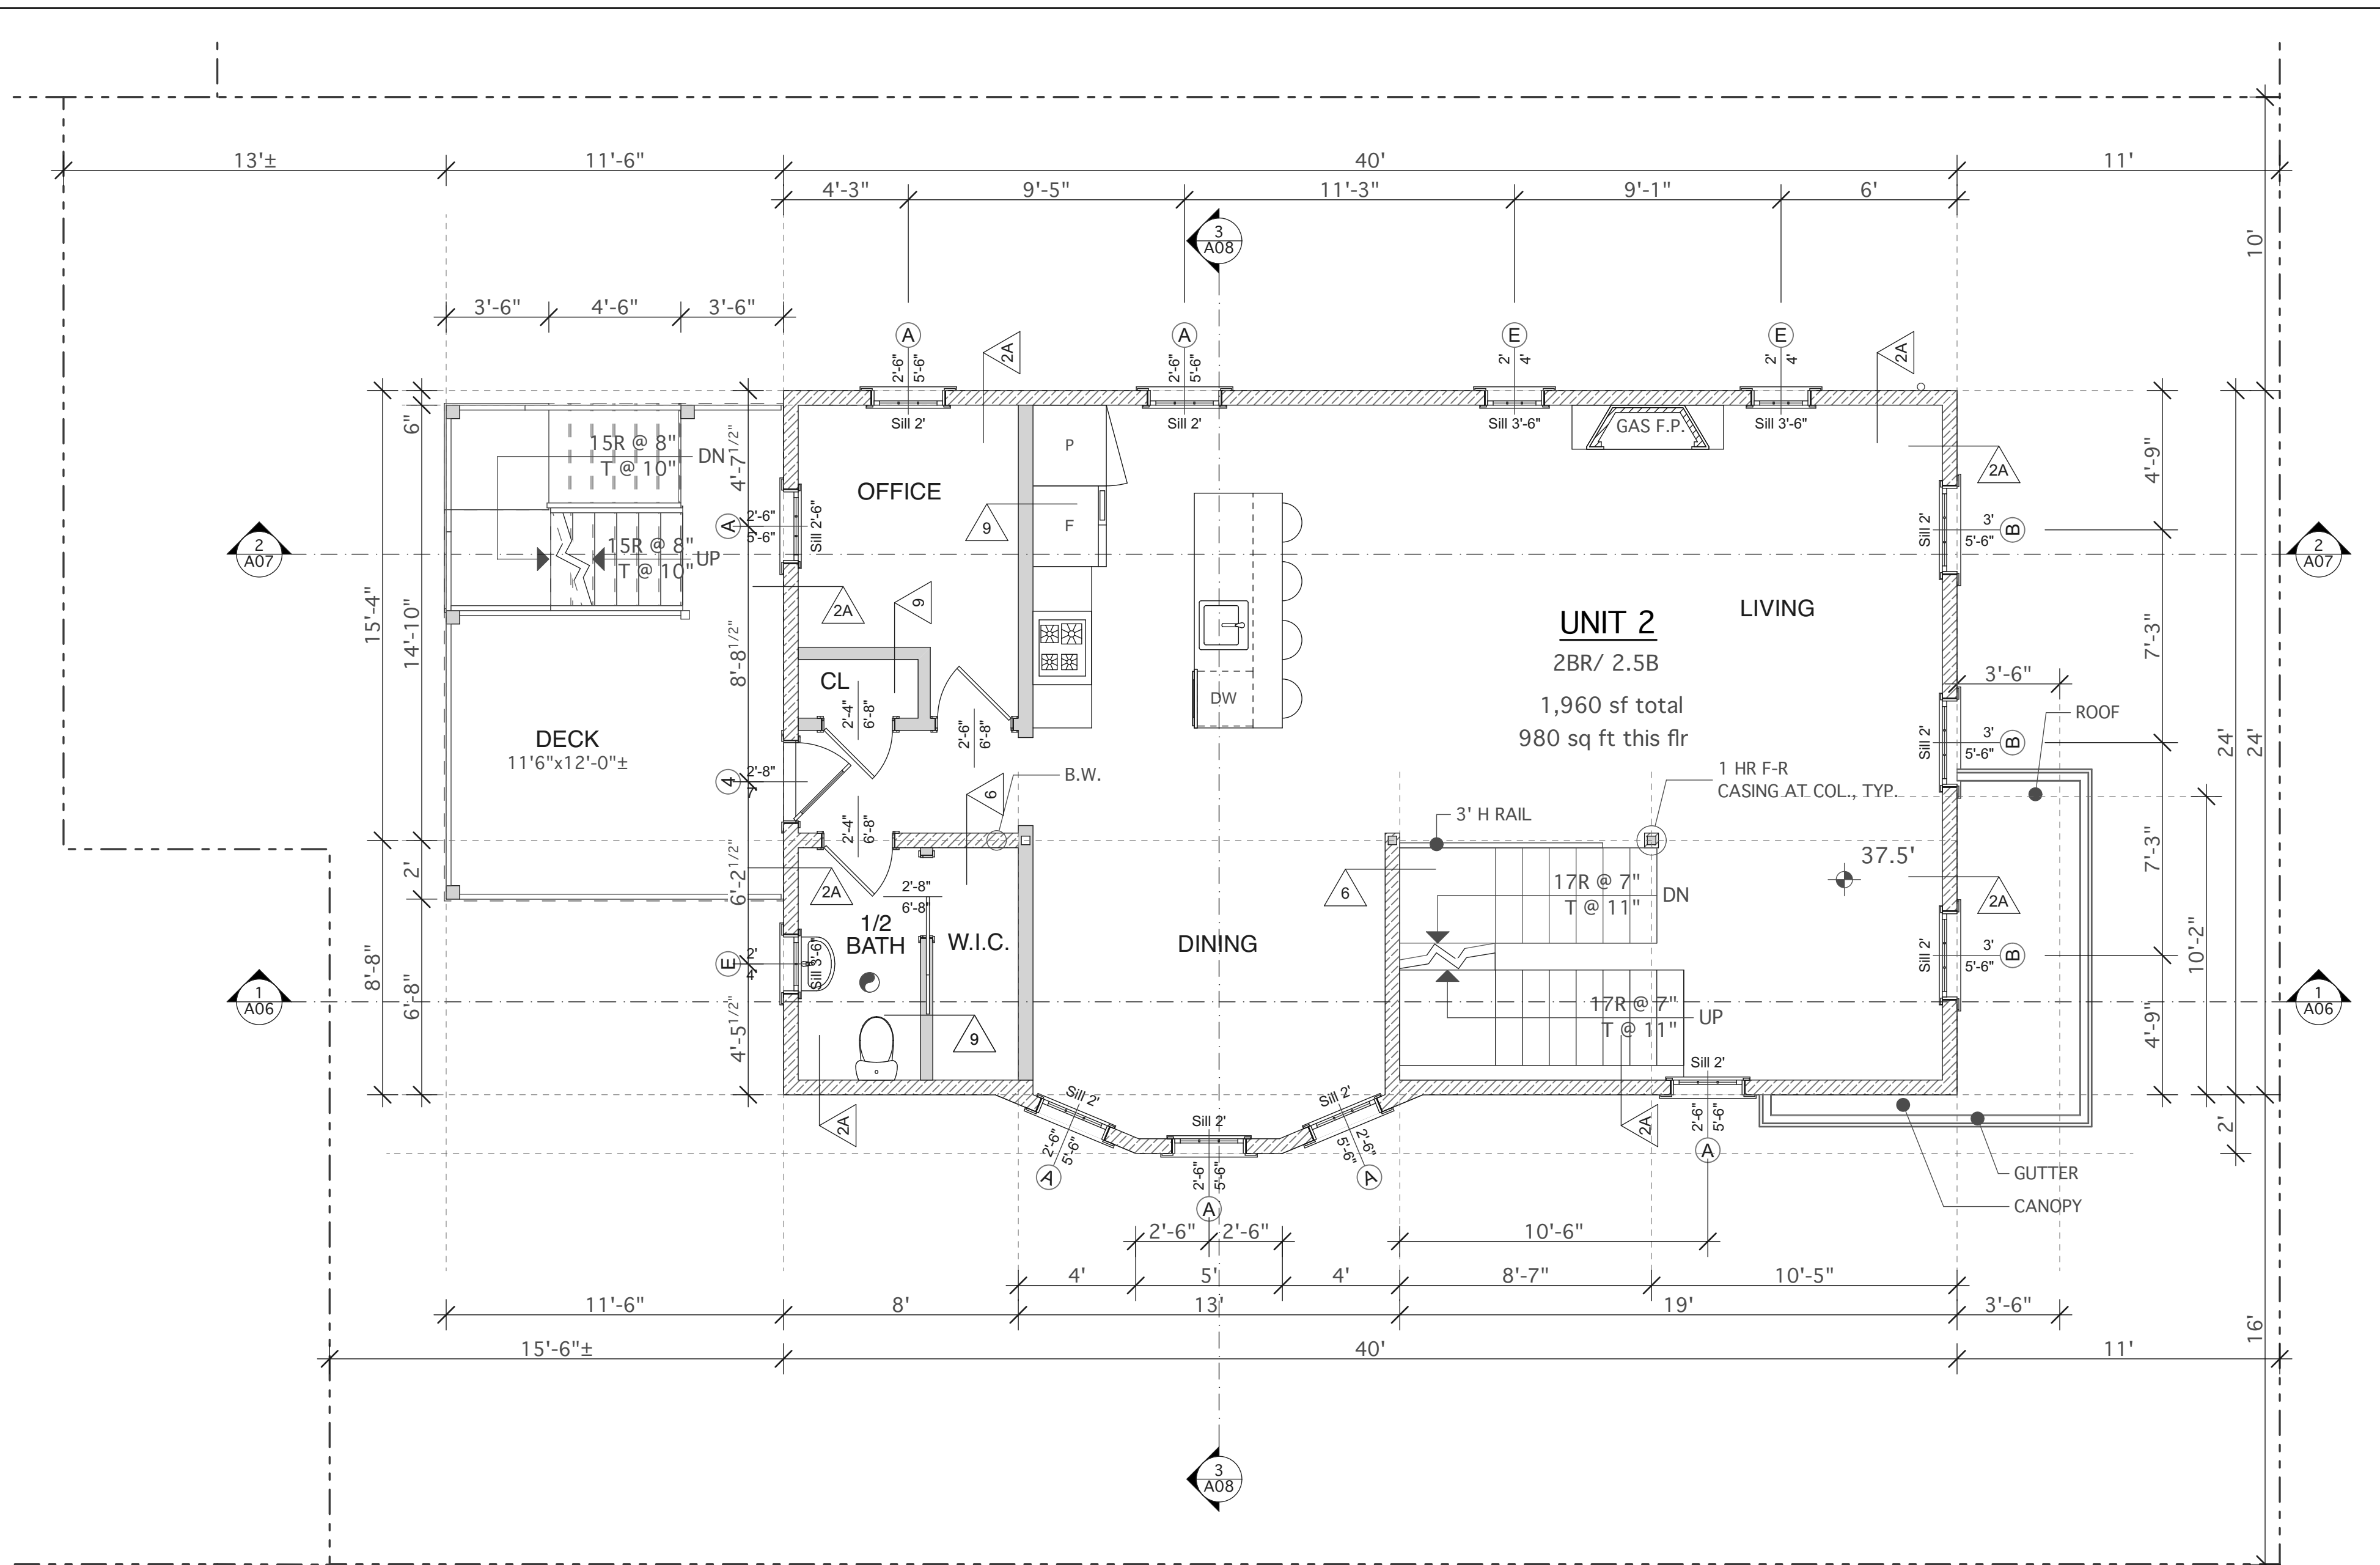 13'±
11'-6"
40'
11'
4'-3"
9'-5"
11'-3"
9'-1"
6'
10'
3
A08
3'-6"
4'-6"
3'-6"
A
2'-6"
5'-6"
Sill 2'
2A
A
2'-6"
5'-6"
Sill 2'
E
2'
4'
Sill 3'-6"
E
2'
4'
Sill 3'-6"
2A
GAS F.P.
2A
6"
15'-4"
14'-10"
15R @ 8"
T @ 10"
DN
15R @ 8"
T @ 10"
UP
4'-7 1/2"
8'-8 1/2"
A
2'-6"
5'-6"
Sill 2'-6"
OFFICE
P
F
9
9
2A
2
A07
2
A07
4'-9"
7'-3"
7'-3"
4'-9"
Sill 2'
3'
5'-6"
B
UNIT 2
2BR/ 2.5B
1,960 sf total
980 sq ft this flr
LIVING
DW
CL
2'-4"
6'-8"
2'-6"
6'-8"
3'-6"
ROOF
24'
24'
Sill 2'
3'
5'-6"
B
DECK
11'6"x12'-0"±
4
2'-8"
7'
B.W.
6
2'-4"
6'-8"
1 HR F-R
CASING AT COL., TYP.
3' H RAIL
37.5'
2'
8'-8"
6'-8"
6'-2 1/2"
4'-5 1/2"
2A
2'-8"
6'-8"
1/2
BATH
W.I.C.
DINING
6
17R @ 7"
T @ 11"
DN
2A
10'-2"
Sill 2'
3'
5'-6"
B
E
2'
4'
Sill 3'-6"
1
A06
1
A06
9
17R @ 7"
T @ 11"
UP
2A
Sill 2'
2'-6"
5'-6"
A
Sill 2'
2'-6"
5'-6"
A
Sill 2'
2'-6"
5'-6"
A
2A
Sill 2'
2'-6"
5'-6"
A
2'
GUTTER
CANOPY
2'-6"
2'-6"
10'-6"
4'
5'
4'
8'-7"
10'-5"
11'-6"
8'
13'
19'
3'-6"
15'-6"±
40'
11'
16'
3
A08